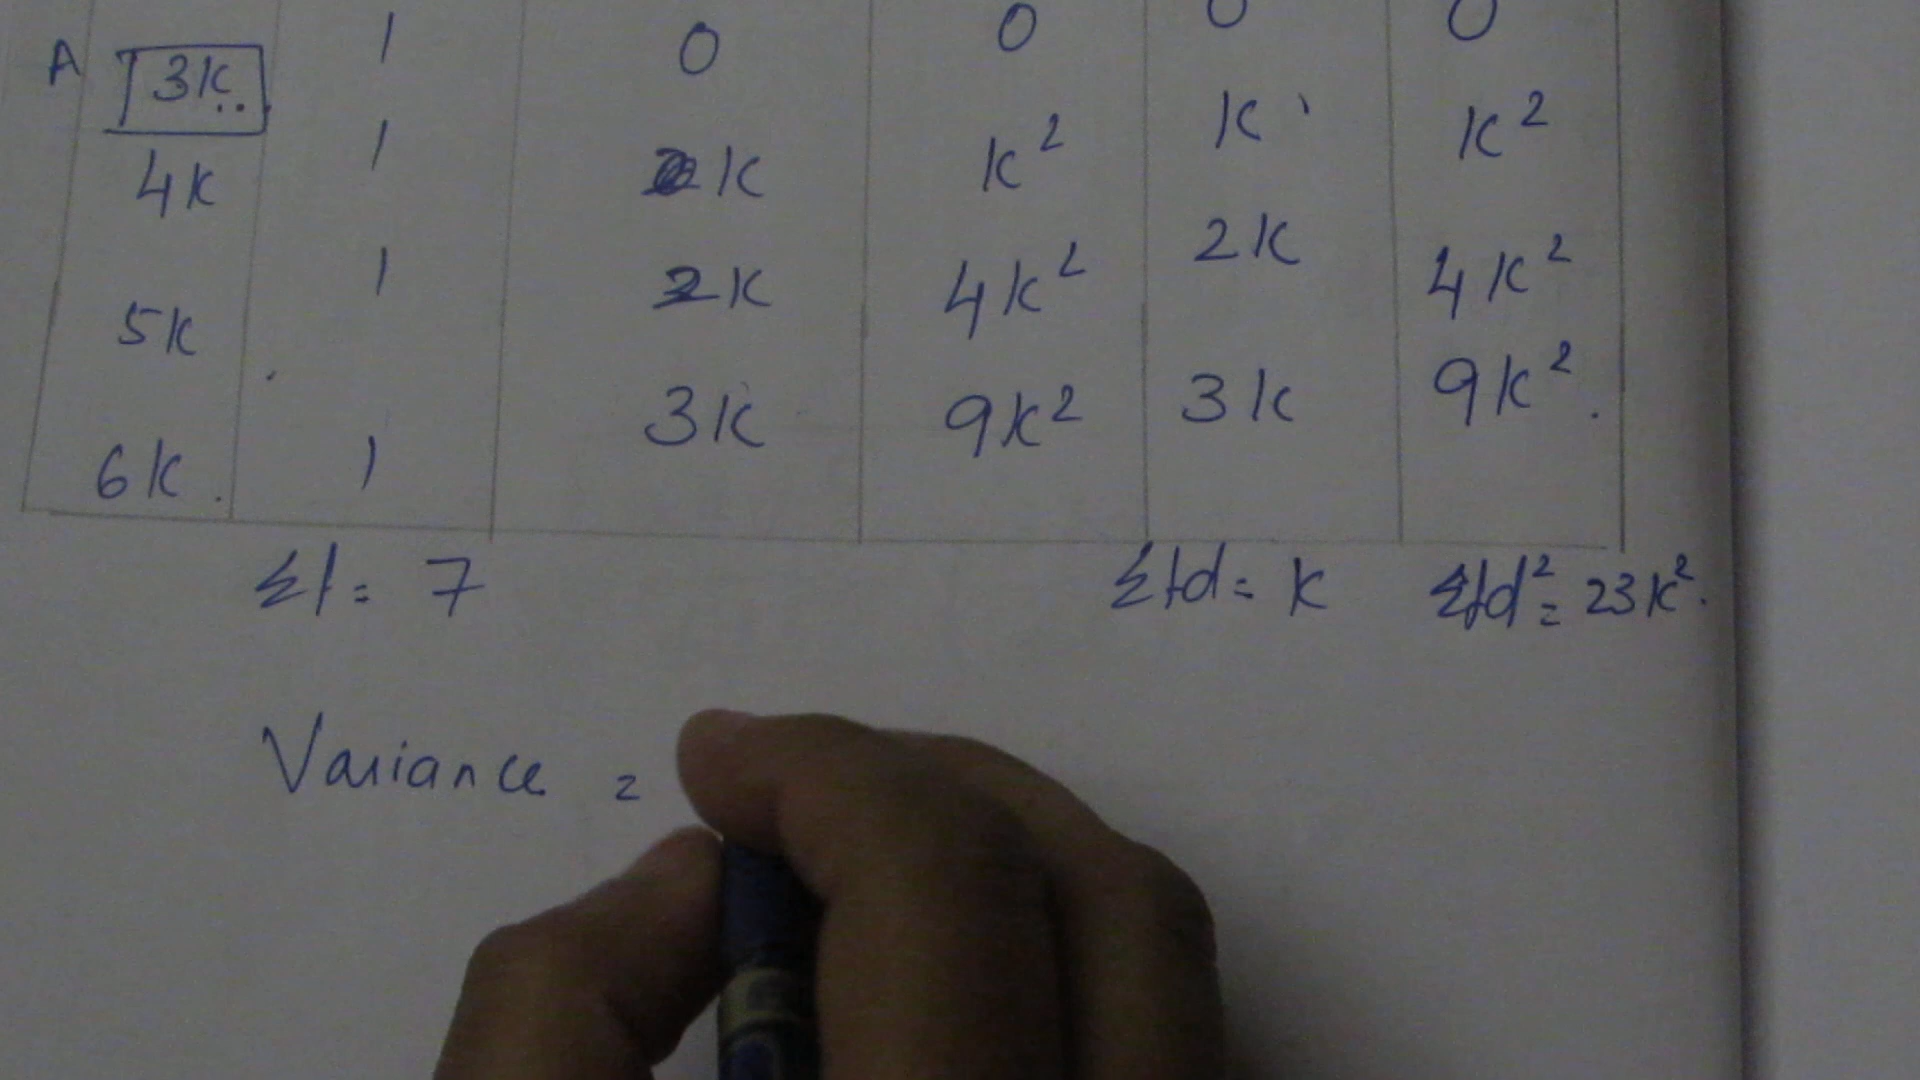 A 3K 1 0 0 0 0
4K 1 K K² K K²
5K 1 2K 4K² 2K 4K²
6K 1 3K 9K² 3K 9K²
Σf = 7 Σfd = K Σfd² = 23K²
Variance =